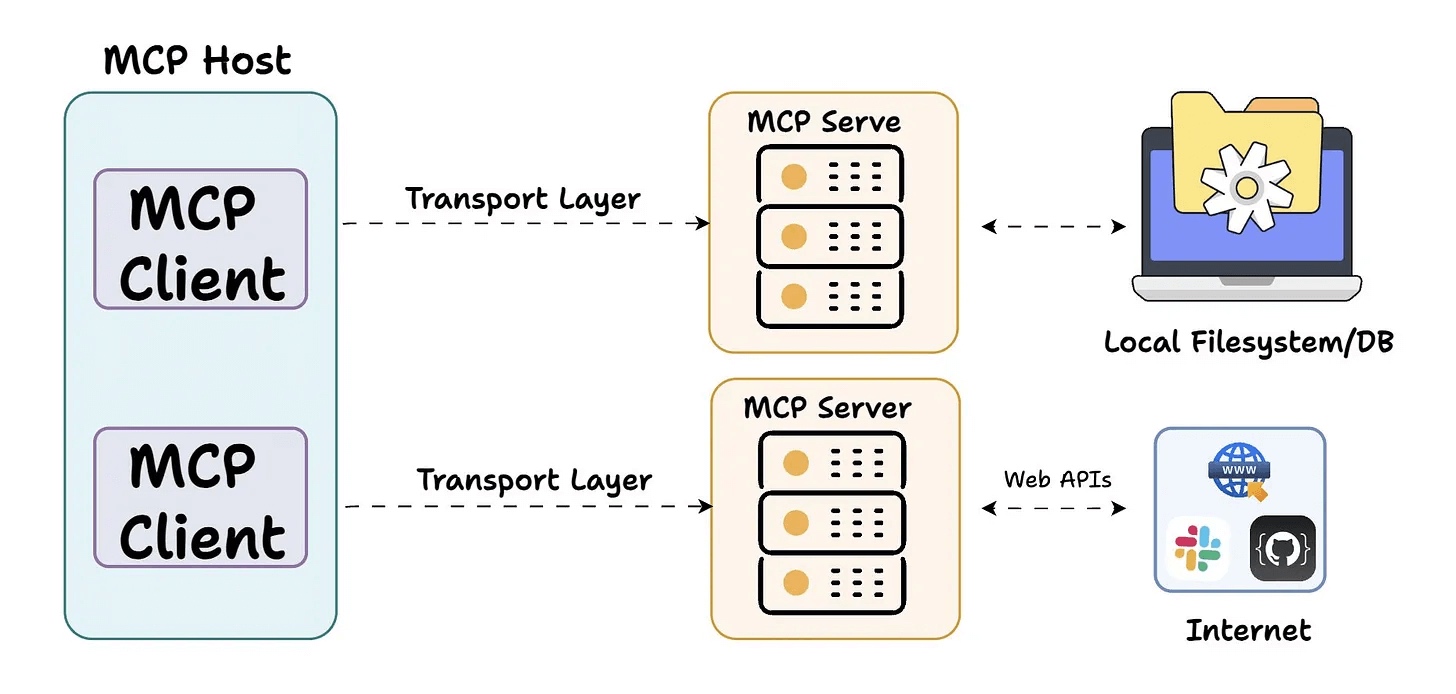 MCP Host
MCP
Client
Transport Layer
MCP Serve
Local Filesystem/DB
MCP
Client
Transport Layer
MCP Server
Web APIs
WWW
Internet